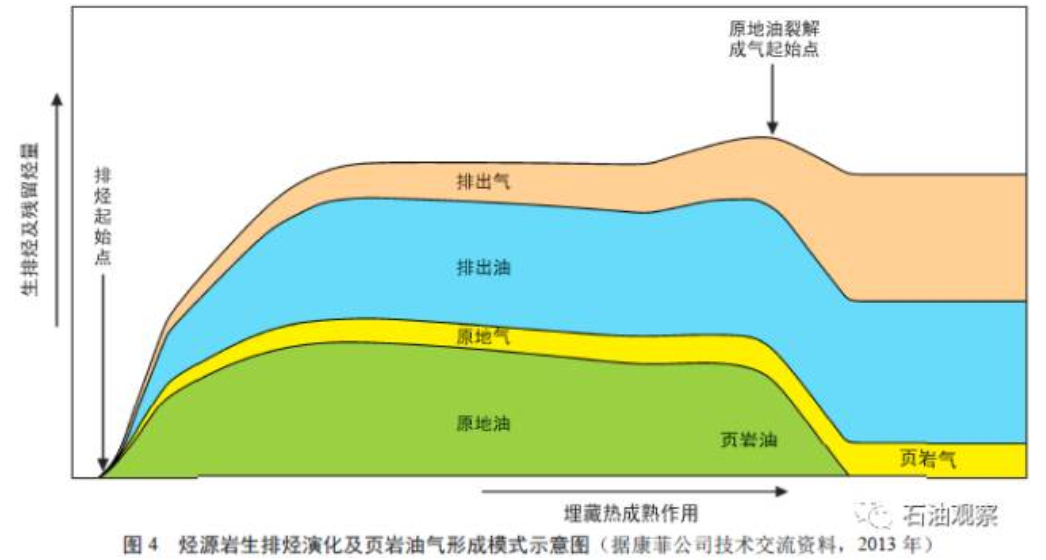 原地油裂解
成气起始点
生排烃及残留烃量
排烃起始点
排出气
排出油
原地气
原地油
页岩油
页岩气
埋藏热成熟作用
石油观察
图 4 烃源岩生排烃演化及页岩油气形成模式示意图（据康菲公司技术交流资料，2013 年）